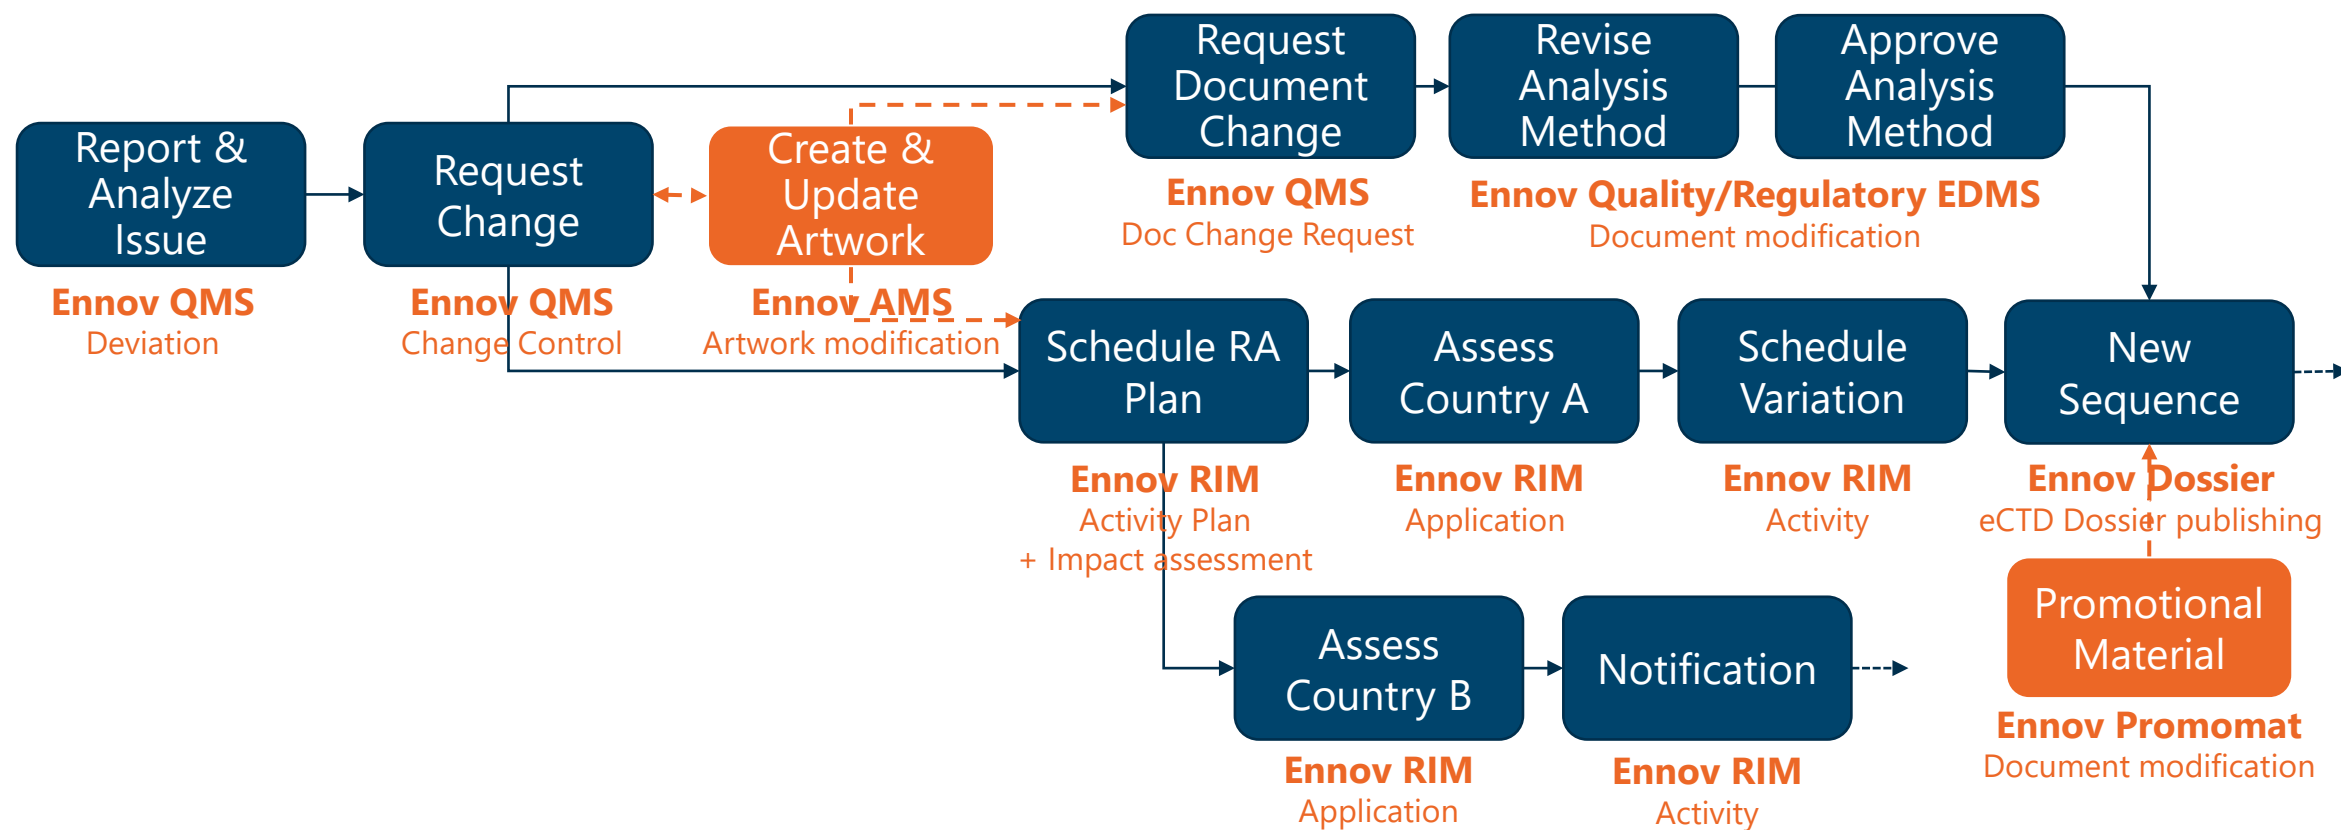 Request
Document
Change
Ennov QMS
Doc Change Request
Revise
Analysis
Method
Approve
Analysis
Method
Ennov Quality/Regulatory EDMS
Document modification
Report &
Analyze
Issue
Ennov QMS
Deviation
Request
Change
Ennov QMS
Change Control
Create &
Update
Artwork
Ennov AMS
Artwork modification
Schedule RA
Plan
Ennov RIM
Activity Plan
+ Impact assessment
Assess
Country A
Ennov RIM
Application
Schedule
Variation
Ennov RIM
Activity
New
Sequence
Ennov Dossier
eCTD Dossier publishing
Assess
Country B
Ennov RIM
Application
Notification
Ennov RIM
Activity
Promotional
Material
Ennov Promomat
Document modification